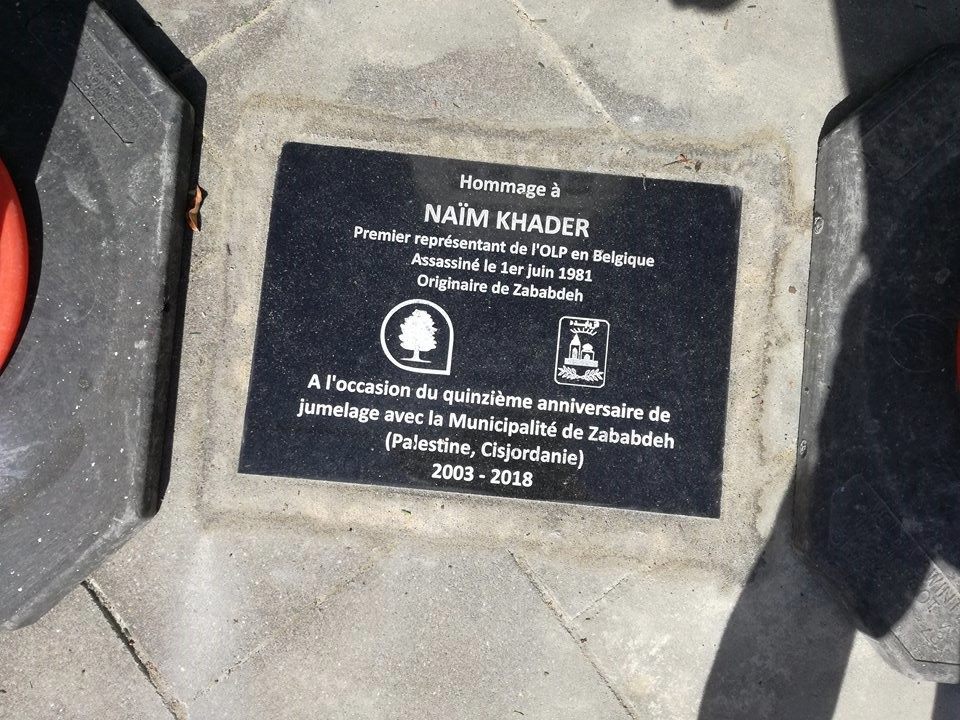 Hommage à
NAÏM KHADER
Premier représentant de l'OLP en Belgique
Assassiné le 1er juin 1981
Originaire de Zababdeh
A l'occasion du quinzième anniversaire de
jumelage avec la Municipalité de Zababdeh
(Palestine, Cisjordanie)
2003 - 2018